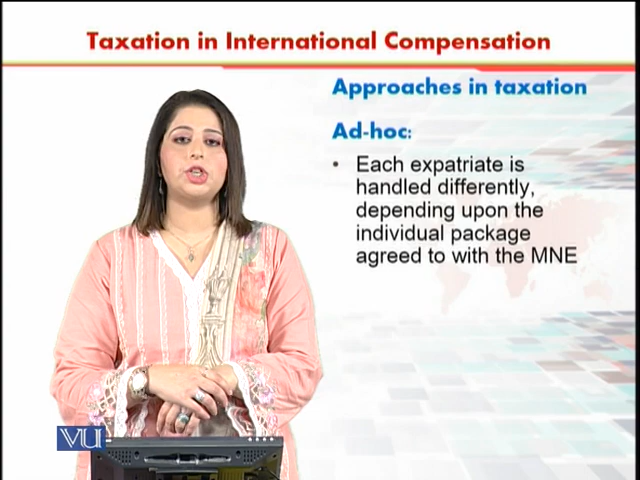 Taxation in International Compensation
Approaches in taxation
Ad-hoc:
• Each expatriate is
handled differently,
depending upon the
individual package
agreed to with the MNE
VU